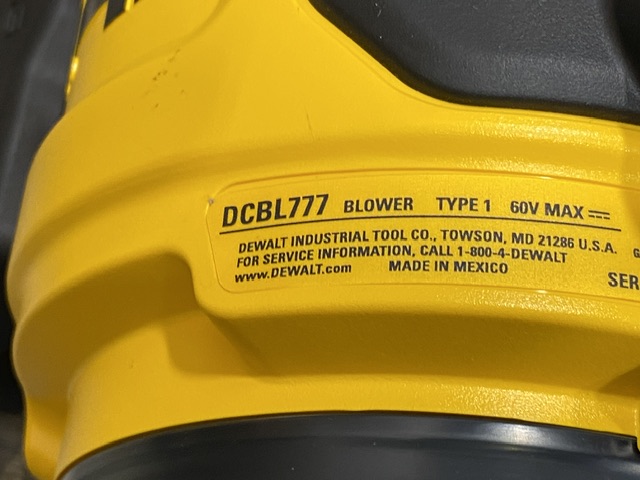 DCBL777 BLOWER TYPE 1 60V MAX ⎓
DEWALT INDUSTRIAL TOOL CO., TOWSON, MD 21286 U.S.A.
FOR SERVICE INFORMATION, CALL 1-800-4-DEWALT
www.DEWALT.com MADE IN MEXICO
SER